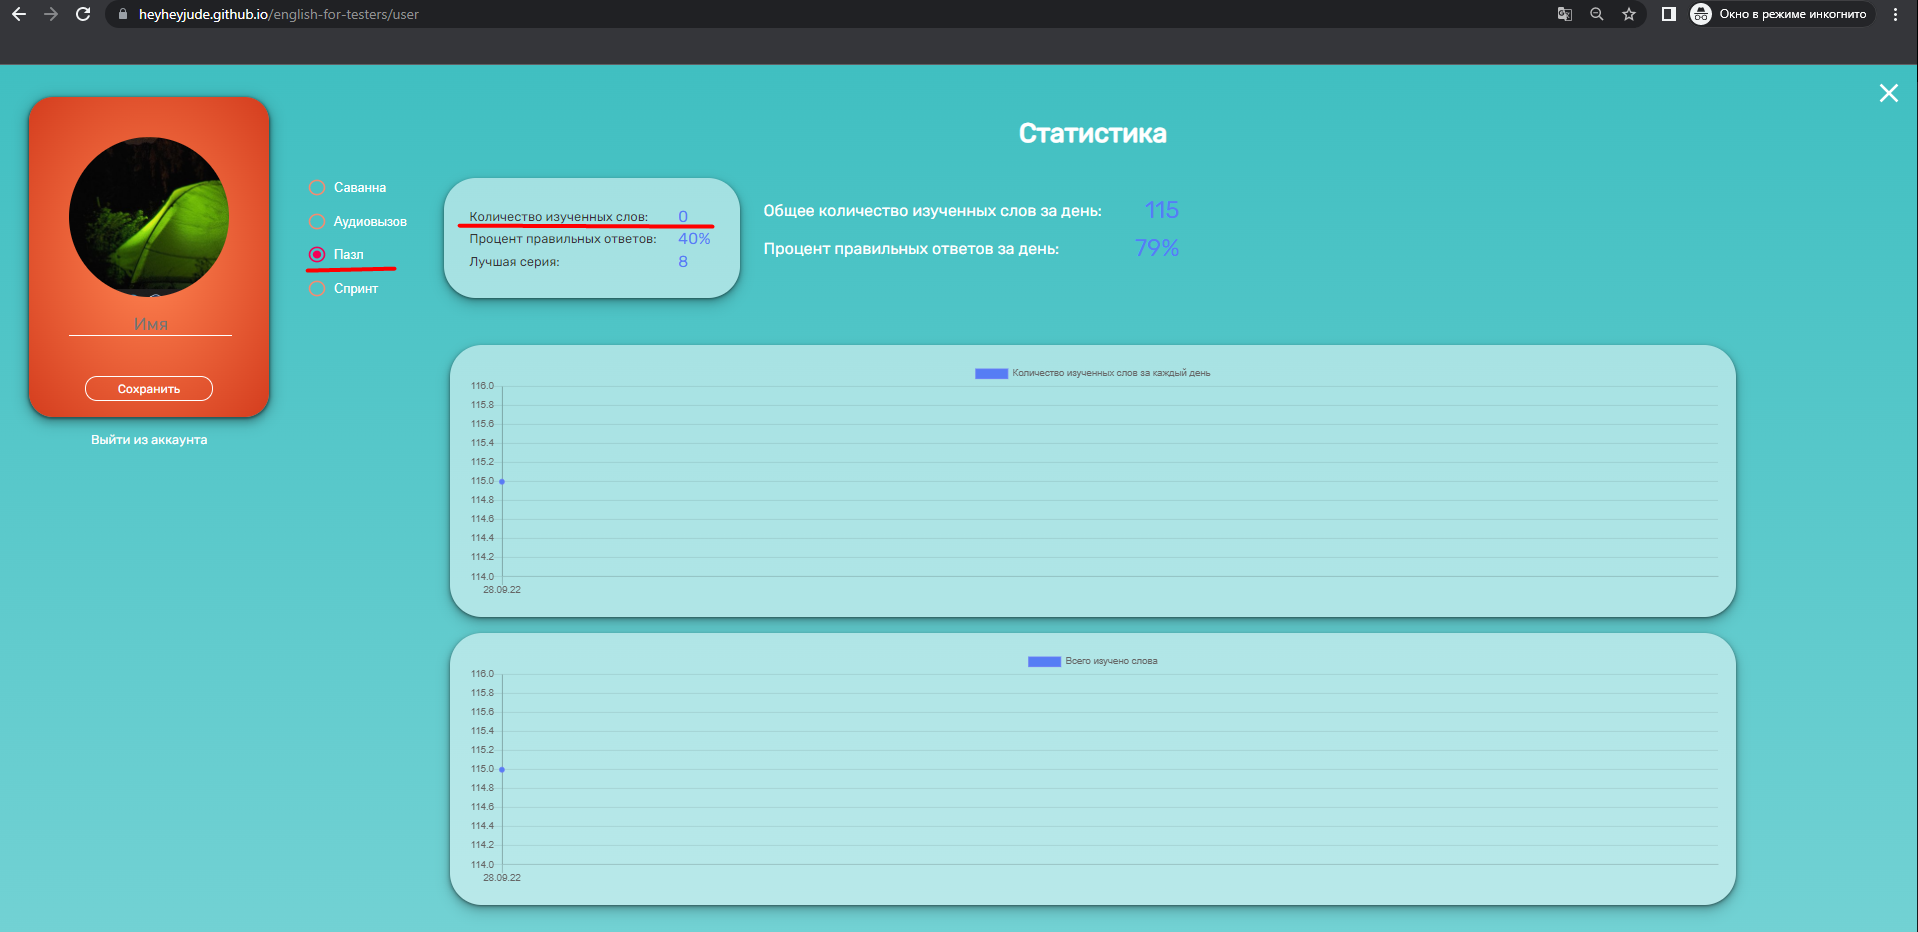 heyheyjude.github.io/english-for-testers/user
Окно в режиме инкогнито
Статистика
Имя
Сохранить
Выйти из аккаунта
Саванна
Аудиовызов
Пазл
Спринт
Количество изученных слов: 0
Процент правильных ответов: 40%
Лучшая серия: 8
Общее количество изученных слов за день: 115
Процент правильных ответов за день: 79%
Количество изученных слов за каждый день
116.0
115.8
115.6
115.4
115.2
115.0
114.8
114.6
114.4
114.2
114.0
28.09.22
Всего изучено слова
116.0
115.8
115.6
115.4
115.2
115.0
114.8
114.6
114.4
114.2
114.0
28.09.22